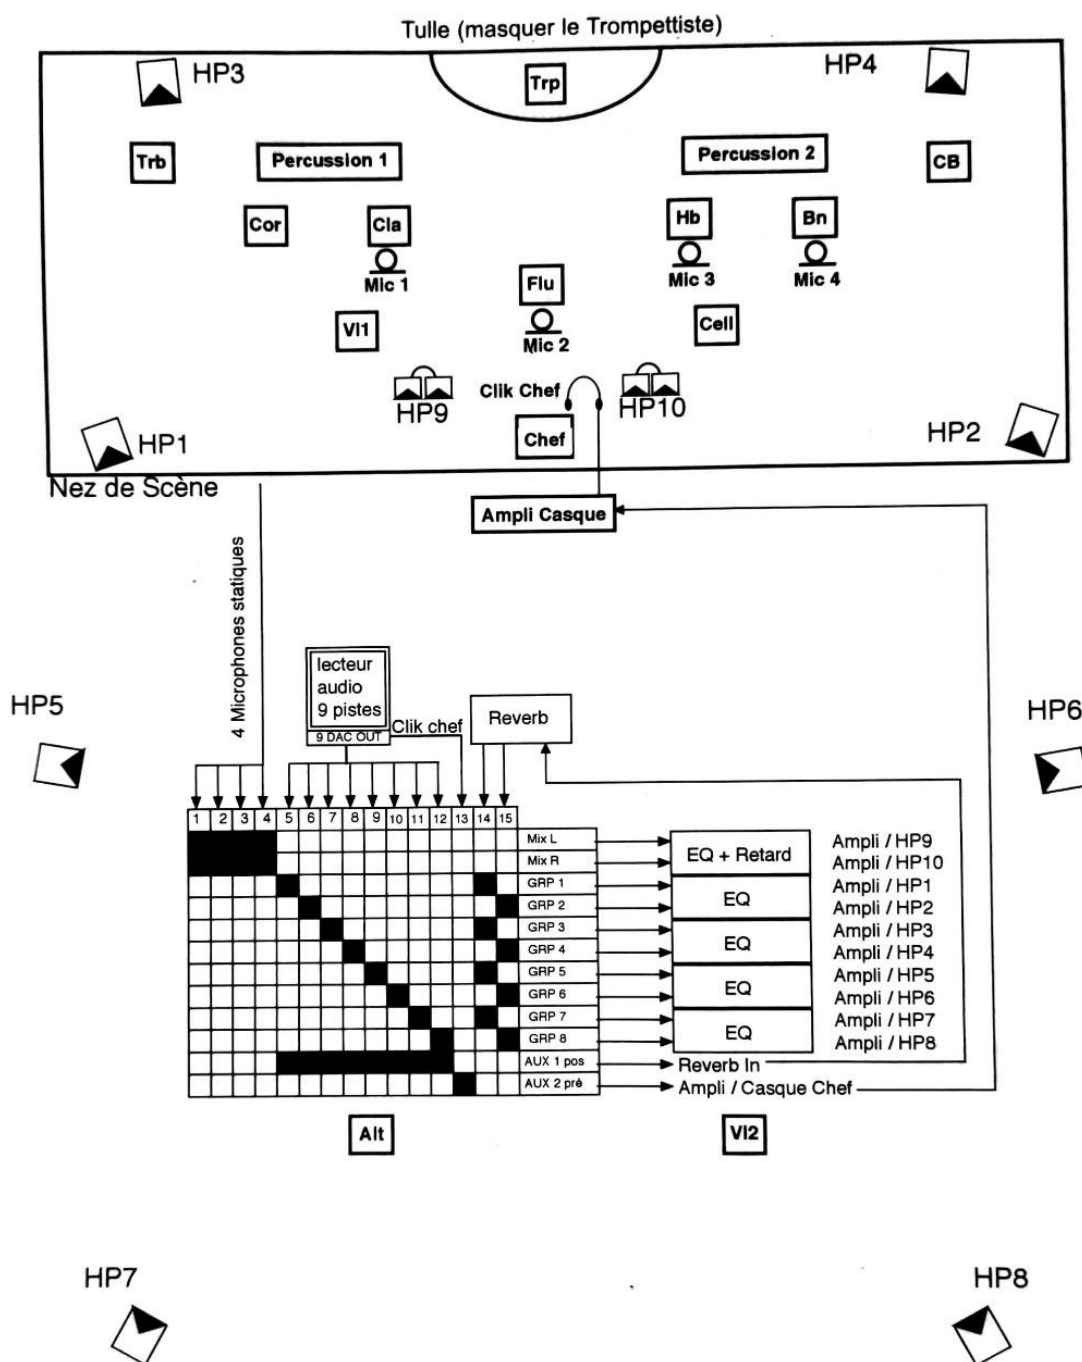 Tulle (masquer le Trompettiste)
HP3
HP4
Trp
Trb
Percussion 1
Percussion 2
CB
Cor
Cla
Hb
Bn
Mic 1
Flu
Mic 3
Mic 4
Vl1
Mic 2
Cell
HP9
Clik Chef
HP10
HP1
Chef
HP2
Nez de Scène
Ampli Casque
4 Microphones statiques
lecteur
audio
9 pistes
9 DAC OUT
Clik chef
Reverb
HP5
HP6
1 2 3 4 5 6 7 8 9 10 11 12 13 14 15
Mix L
Mix R
GRP 1
GRP 2
GRP 3
GRP 4
GRP 5
GRP 6
GRP 7
GRP 8
AUX 1 pos
AUX 2 pré
EQ + Retard
EQ
EQ
EQ
EQ
Ampli / HP9
Ampli / HP10
Ampli / HP1
Ampli / HP2
Ampli / HP3
Ampli / HP4
Ampli / HP5
Ampli / HP6
Ampli / HP7
Ampli / HP8
Reverb In
Ampli / Casque Chef
Alt
Vl2
HP7
HP8